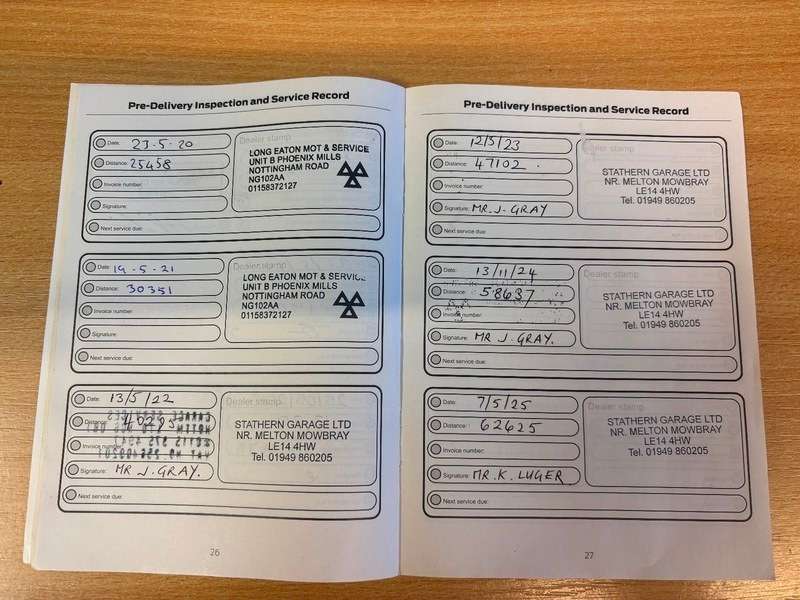 Pre-Delivery Inspection and Service Record
Date: 23-5-20
Distance: 25458
Invoice number:
Signature:
Next service due:
Dealer stamp
LONG EATON MOT & SERVICE
UNIT B PHOENIX MILLS
NOTTINGHAM ROAD
NG102AA
01158372127
Date: 19-5-21
Distance: 30351
Invoice number:
Signature:
Next service due:
Dealer stamp
LONG EATON MOT & SERVICE
UNIT B PHOENIX MILLS
NOTTINGHAM ROAD
NG102AA
01158372127
Date: 13/5/22
Distance:
Invoice number:
Signature: MR J. GRAY.
Next service due:
Dealer stamp
STATHERN GARAGE LTD
NR. MELTON MOWBRAY
LE14 4HW
Tel. 01949 860205
26
Pre-Delivery Inspection and Service Record
Date: 12/5/23
Distance: 47102.
Invoice number:
Signature: MR. J. GRAY
Next service due:
Dealer stamp
STATHERN GARAGE LTD
NR. MELTON MOWBRAY
LE14 4HW
Tel. 01949 860205
Date: 13/11/24
Distance: 58637
Invoice number:
Signature: MR J. GRAY.
Next service due:
Dealer stamp
STATHERN GARAGE LTD
NR. MELTON MOWBRAY
LE14 4HW
Tel. 01949 860205
Date: 7/5/25
Distance: 62625
Invoice number:
Signature: MR. K. LUGER
Next service due:
Dealer stamp
STATHERN GARAGE LTD
NR. MELTON MOWBRAY
LE14 4HW
Tel. 01949 860205
27